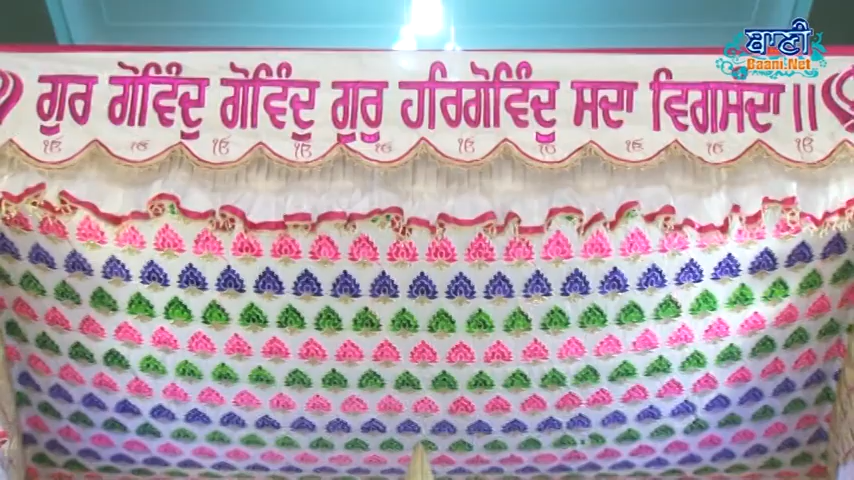 ਬਾਣੀ
Baani.Net
ਗੁਰ ਗੋਵਿੰਦੁ ਗੋਵਿੰਦੁ ਗੁਰੁ ਹਰਿਗੋਵਿੰਦੁ ਸਦਾ ਵਿਗਸਦਾ॥
ੴ ੴ ੴ ੴ ੴ ੴ ੴ ੴ ੴ ੴ